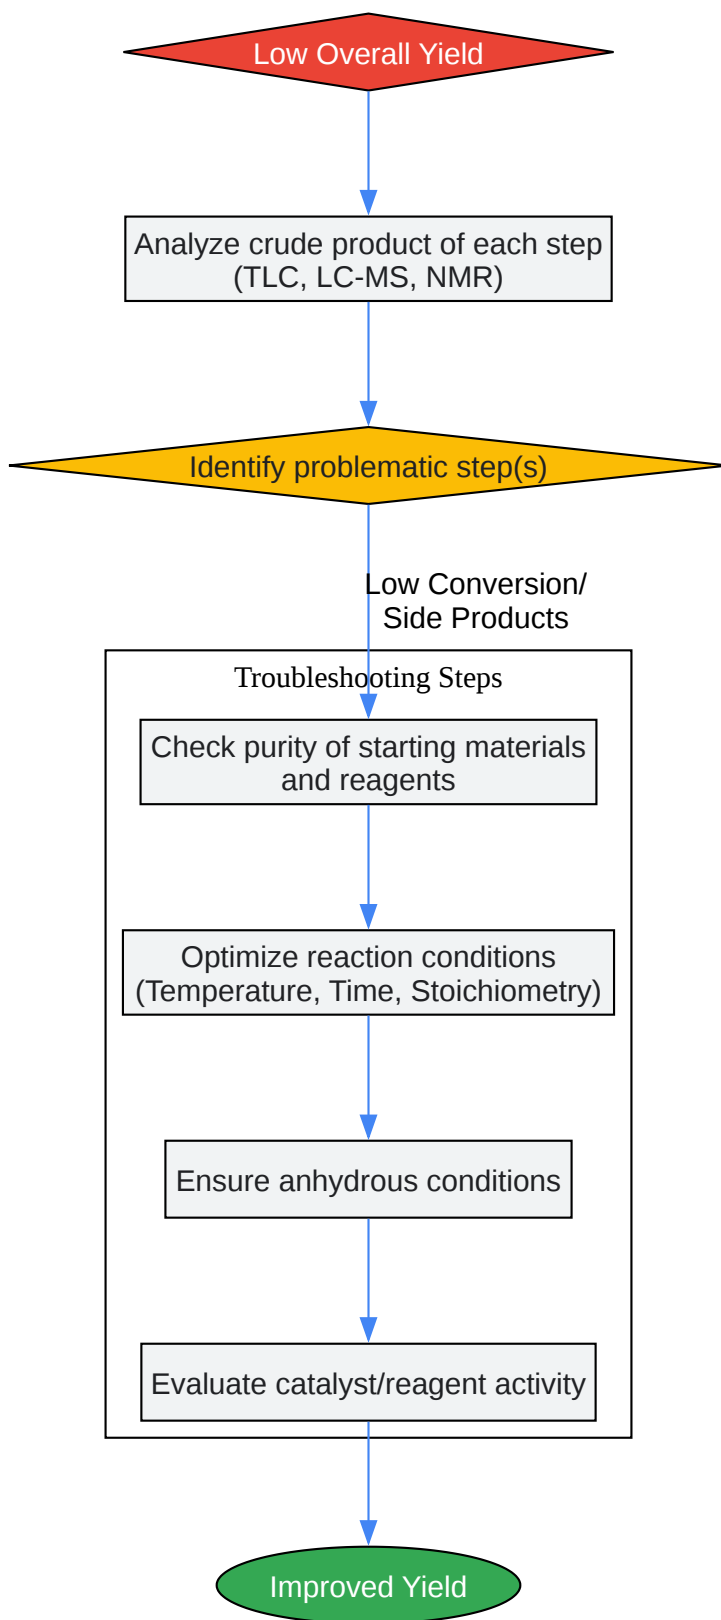 Low Overall Yield
Analyze crude product of each step
(TLC, LC-MS, NMR)
Identify problematic step(s)
Low Conversion/
Side Products
Troubleshooting Steps
Check purity of starting materials
and reagents
Optimize reaction conditions
(Temperature, Time, Stoichiometry)
Ensure anhydrous conditions
Evaluate catalyst/reagent activity
Improved Yield